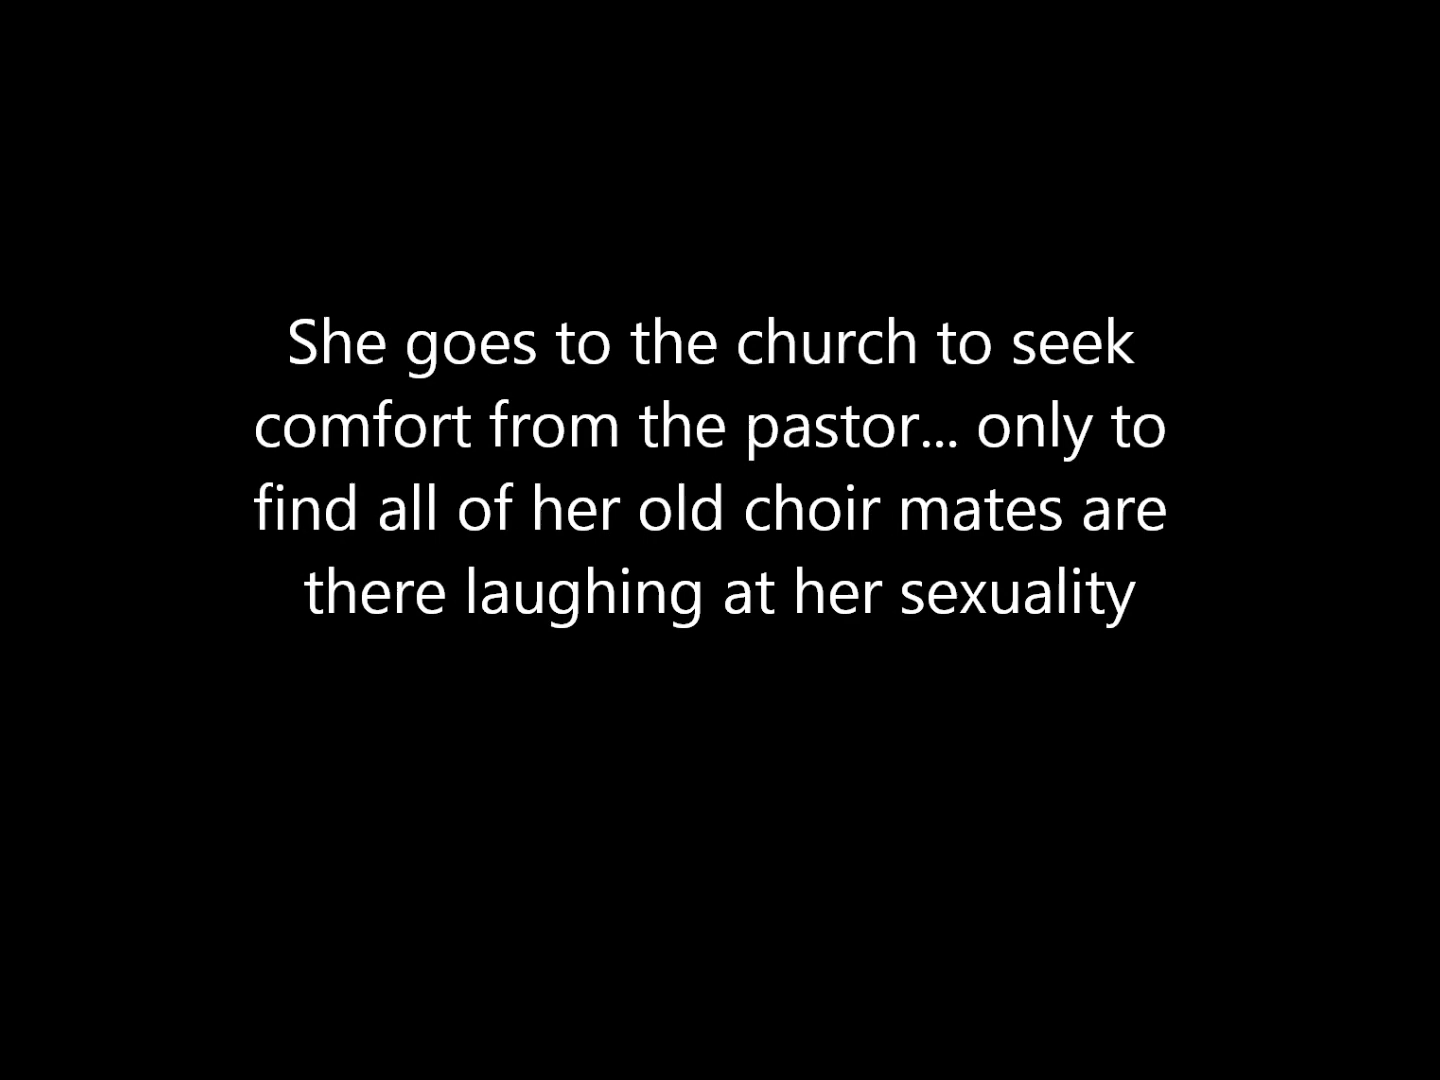 She goes to the church to seek
comfort from the pastor... only to
find all of her old choir mates are
there laughing at her sexuality